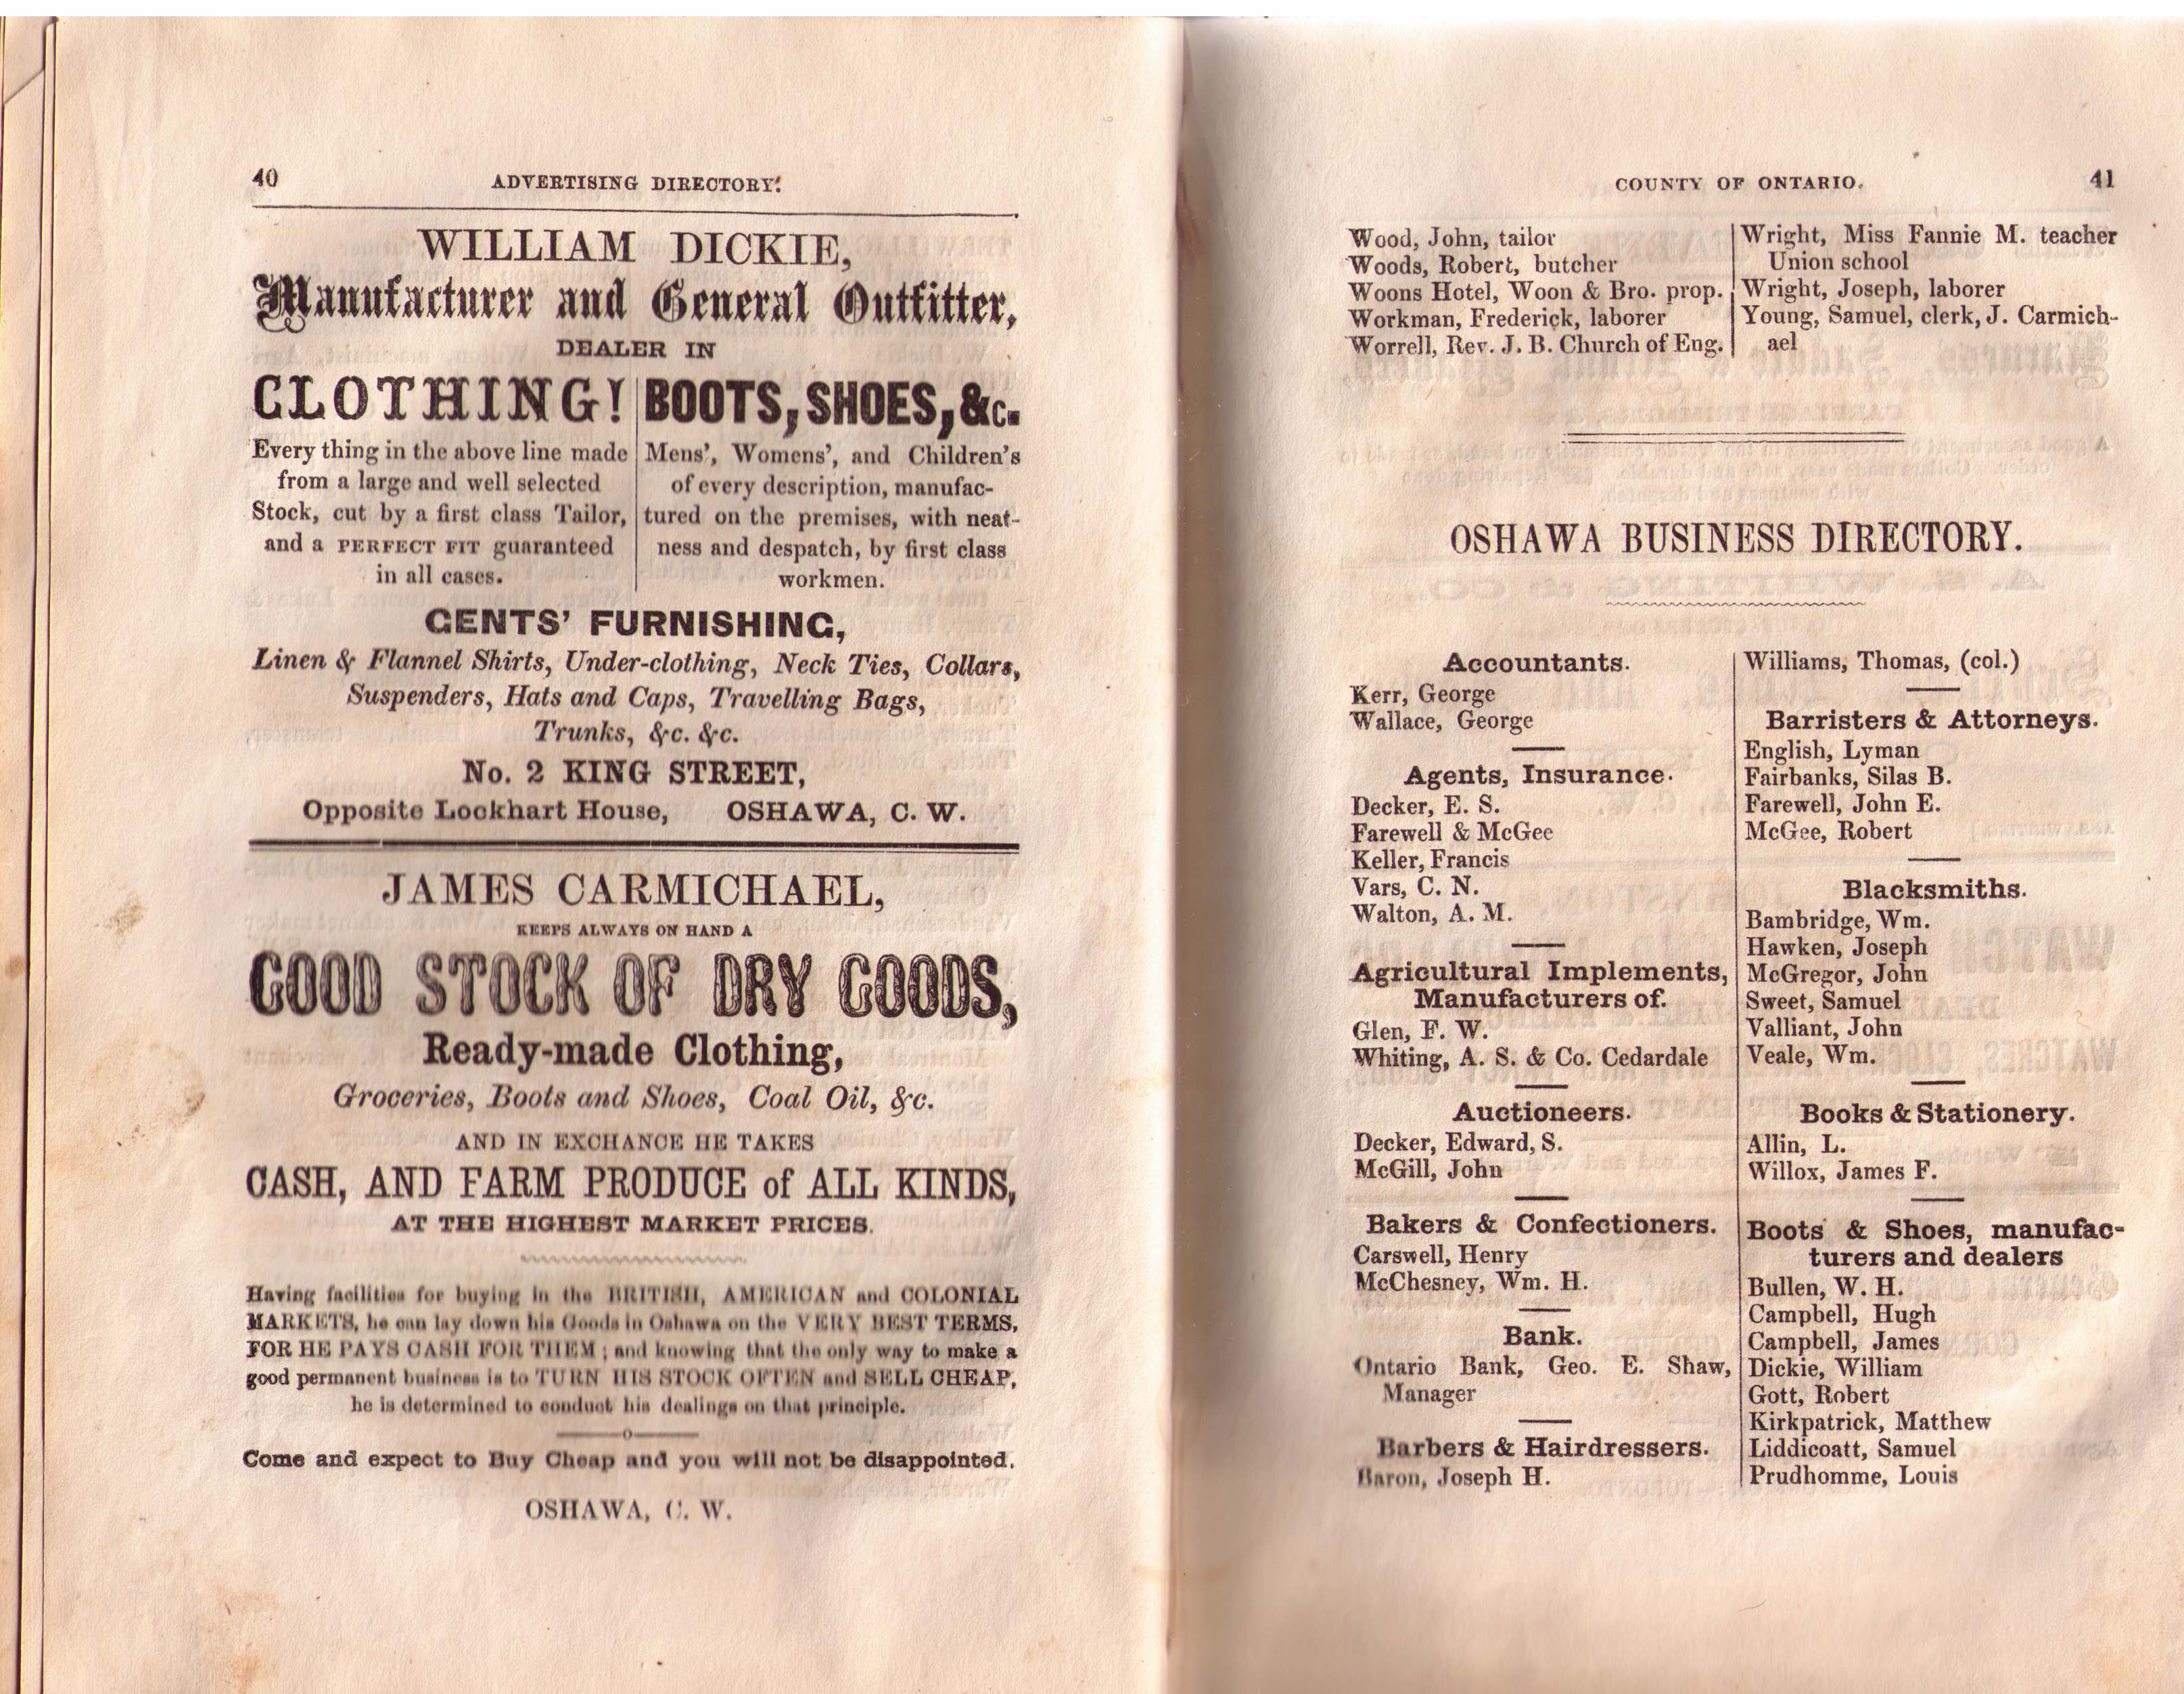 40
ADVERTISING DIRECTORY.
WILLIAM DICKIE,
Manufacturer and General Outfitter,
DEALER IN
CLOTHING!
Every thing in the above line made
from a large and well selected
Stock, cut by a first class Tailor,
and a PERFECT FIT guaranteed
in all cases.
BOOTS, SHOES, &c.
Mens', Womens', and Children's
of every description, manufac-
tured on the premises, with neat-
ness and despatch, by first class
workmen.
GENTS' FURNISHING,
Linen & Flannel Shirts, Under-clothing, Neck Ties, Collars,
Suspenders, Hats and Caps, Travelling Bags,
Trunks, &c. &c.
No. 2 KING STREET,
Opposite Lockhart House, OSHAWA, C. W.
JAMES CARMICHAEL,
KEEPS ALWAYS ON HAND A
GOOD STOCK OF DRY GOODS,
Ready-made Clothing,
Groceries, Boots and Shoes, Coal Oil, &c.
AND IN EXCHANGE HE TAKES
CASH, AND FARM PRODUCE of ALL KINDS,
AT THE HIGHEST MARKET PRICES.
Having facilities for buying in the BRITISH, AMERICAN and COLONIAL
MARKETS, he can lay down his Goods in Oshawa on the VERY BEST TERMS,
FOR HE PAYS CASH FOR THEM; and knowing that the only way to make a
good permanent business is to TURN HIS STOCK OFTEN and SELL CHEAP,
he is determined to conduct his dealings on that principle.
Come and expect to Buy Cheap and you will not be disappointed.
OSHAWA, C. W.
COUNTY OF ONTARIO.
41
Wood, John, tailor
Woods, Robert, butcher
Woons Hotel, Woon & Bro. prop.
Workman, Frederick, laborer
Worrell, Rev. J. B. Church of Eng.
Wright, Miss Fannie M. teacher
Union school
Wright, Joseph, laborer
Young, Samuel, clerk, J. Carmich-
ael
OSHAWA BUSINESS DIRECTORY.
Accountants.
Kerr, George
Wallace, George
Agents, Insurance.
Decker, E. S.
Farewell & McGee
Keller, Francis
Vars, C. N.
Walton, A. M.
Agricultural Implements,
Manufacturers of.
Glen, F. W.
Whiting, A. S. & Co. Cedardale
Auctioneers.
Decker, Edward, S.
McGill, John
Bakers & Confectioners.
Carswell, Henry
McChesney, Wm. H.
Bank.
Ontario Bank, Geo. E. Shaw,
Manager
Barbers & Hairdressers.
Baron, Joseph H.
Williams, Thomas, (col.)
Barristers & Attorneys.
English, Lyman
Fairbanks, Silas B.
Farewell, John E.
McGee, Robert
Blacksmiths.
Bambridge, Wm.
Hawken, Joseph
McGregor, John
Sweet, Samuel
Valliant, John
Veale, Wm.
Books & Stationery.
Allin, L.
Willox, James F.
Boots & Shoes, manufac-
turers and dealers
Bullen, W. H.
Campbell, Hugh
Campbell, James
Dickie, William
Gott, Robert
Kirkpatrick, Matthew
Liddicoatt, Samuel
Prudhomme, Louis